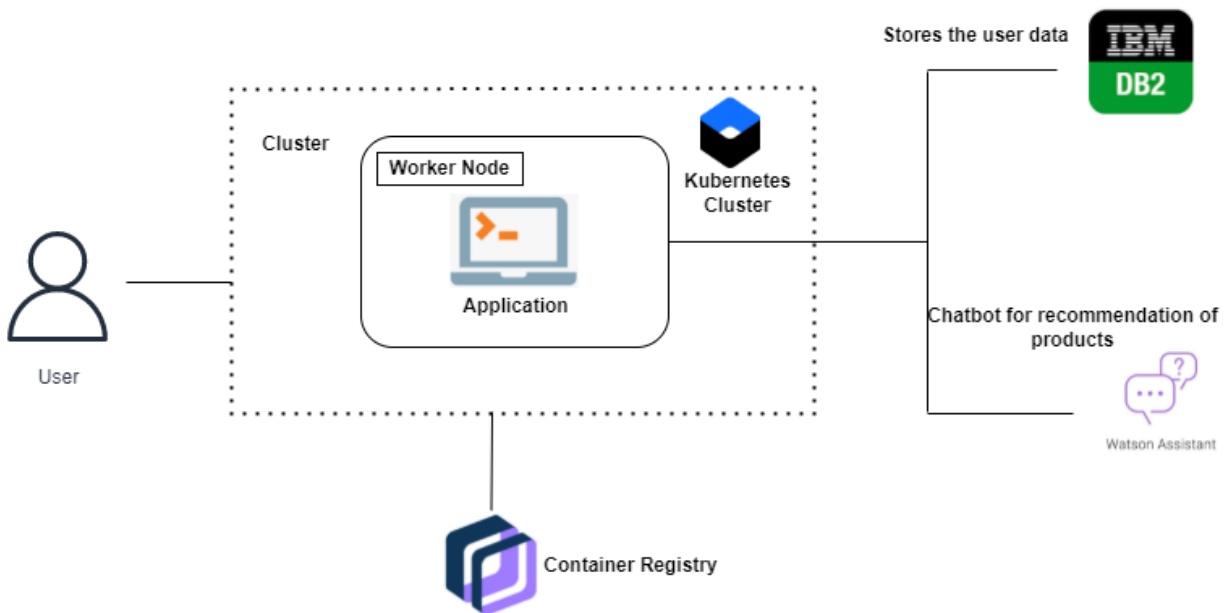 Stores the user data
IBM
DB2
Cluster
Worker Node
Kubernetes
Cluster
Application
User
Chatbot for recommendation of
products
Watson Assistant
Container Registry